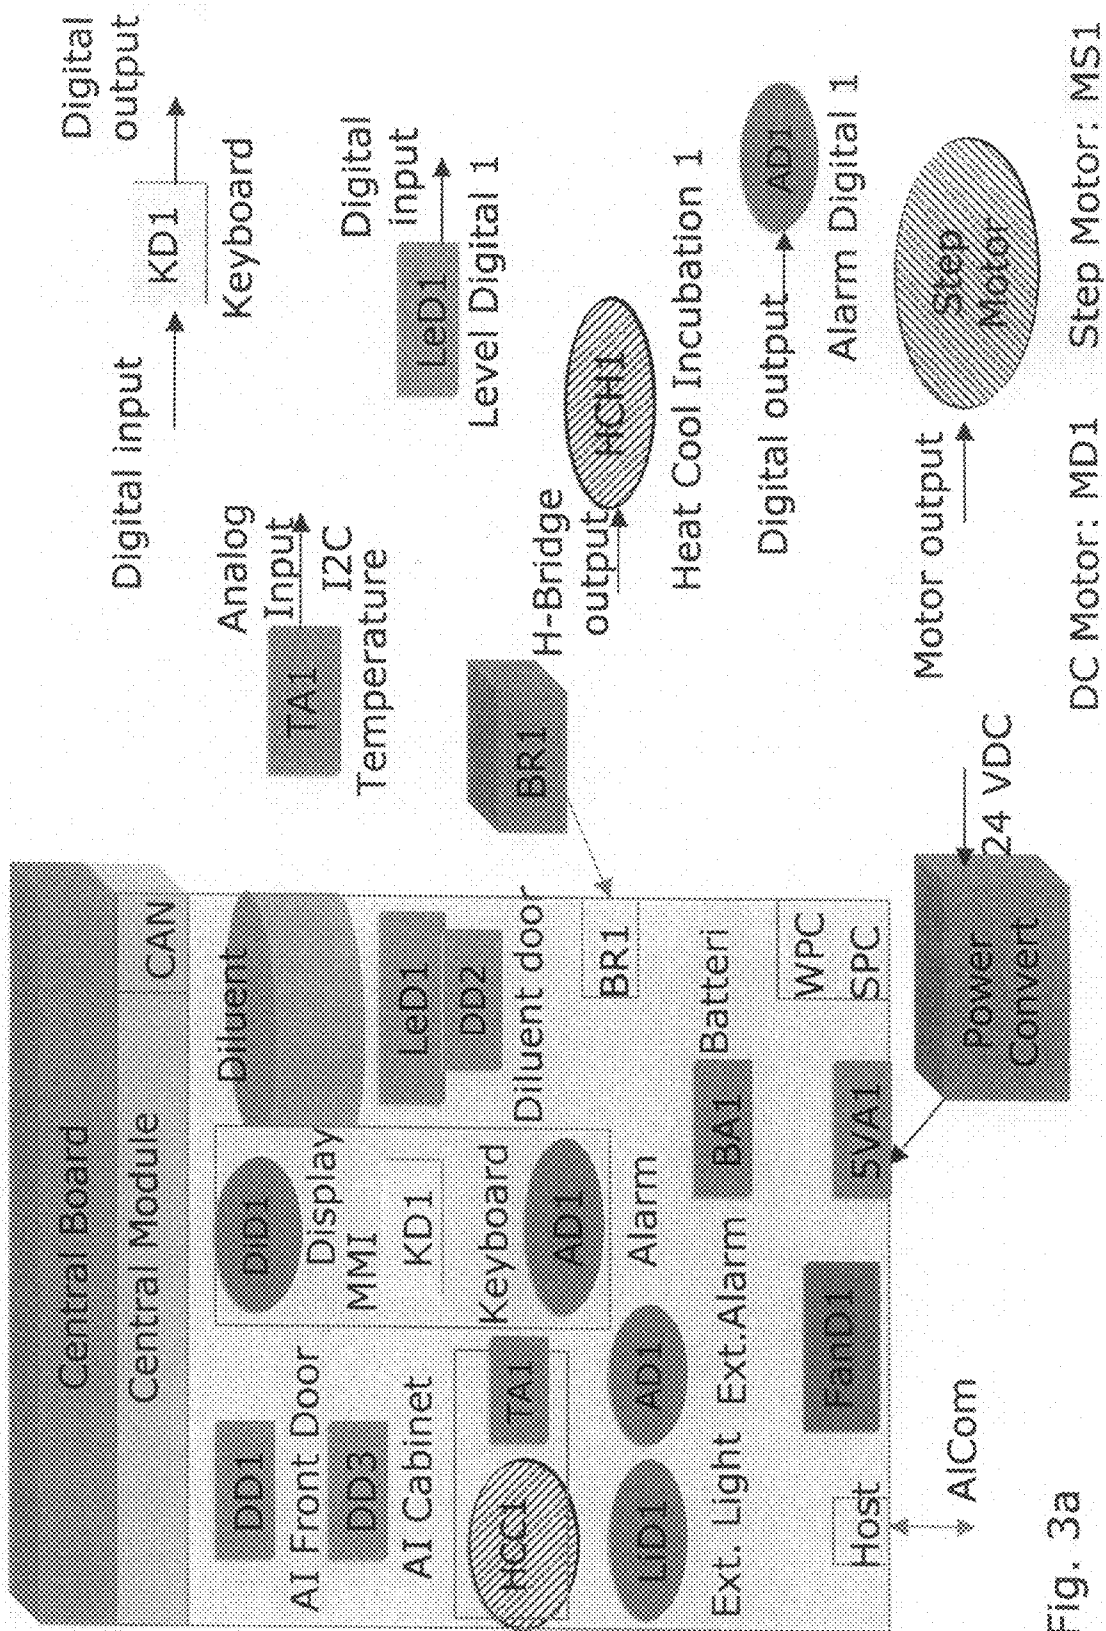 Central Board
Central Module
CAN
DD1
AI Front Door
DD3
AI Cabinet
HCC1
TA1
LiD1
AD1
Ext. Light
Ext.Alarm
Host
AICom
FanD1
DiD1
Display
MMI
KD1
Keyboard
AD1
Alarm
Diluent
LeD1
DD2
Diluent door
BR1
BA1
Batteri
5VA1
WPC
SPC
Power
Convert.
24 VDC
BR1
TA1
Analog
Input
I2C
Temperature
Digital input
KD1
Keyboard
Digital
output
LeD1
Digital
input
Level Digital 1
H-Bridge
output
HCH1
Heat Cool Incubation 1
Digital output
AD1
Alarm Digital 1
Motor output
Step
Motor
DC Motor: MD1
Step Motor: MS1
Fig. 3a